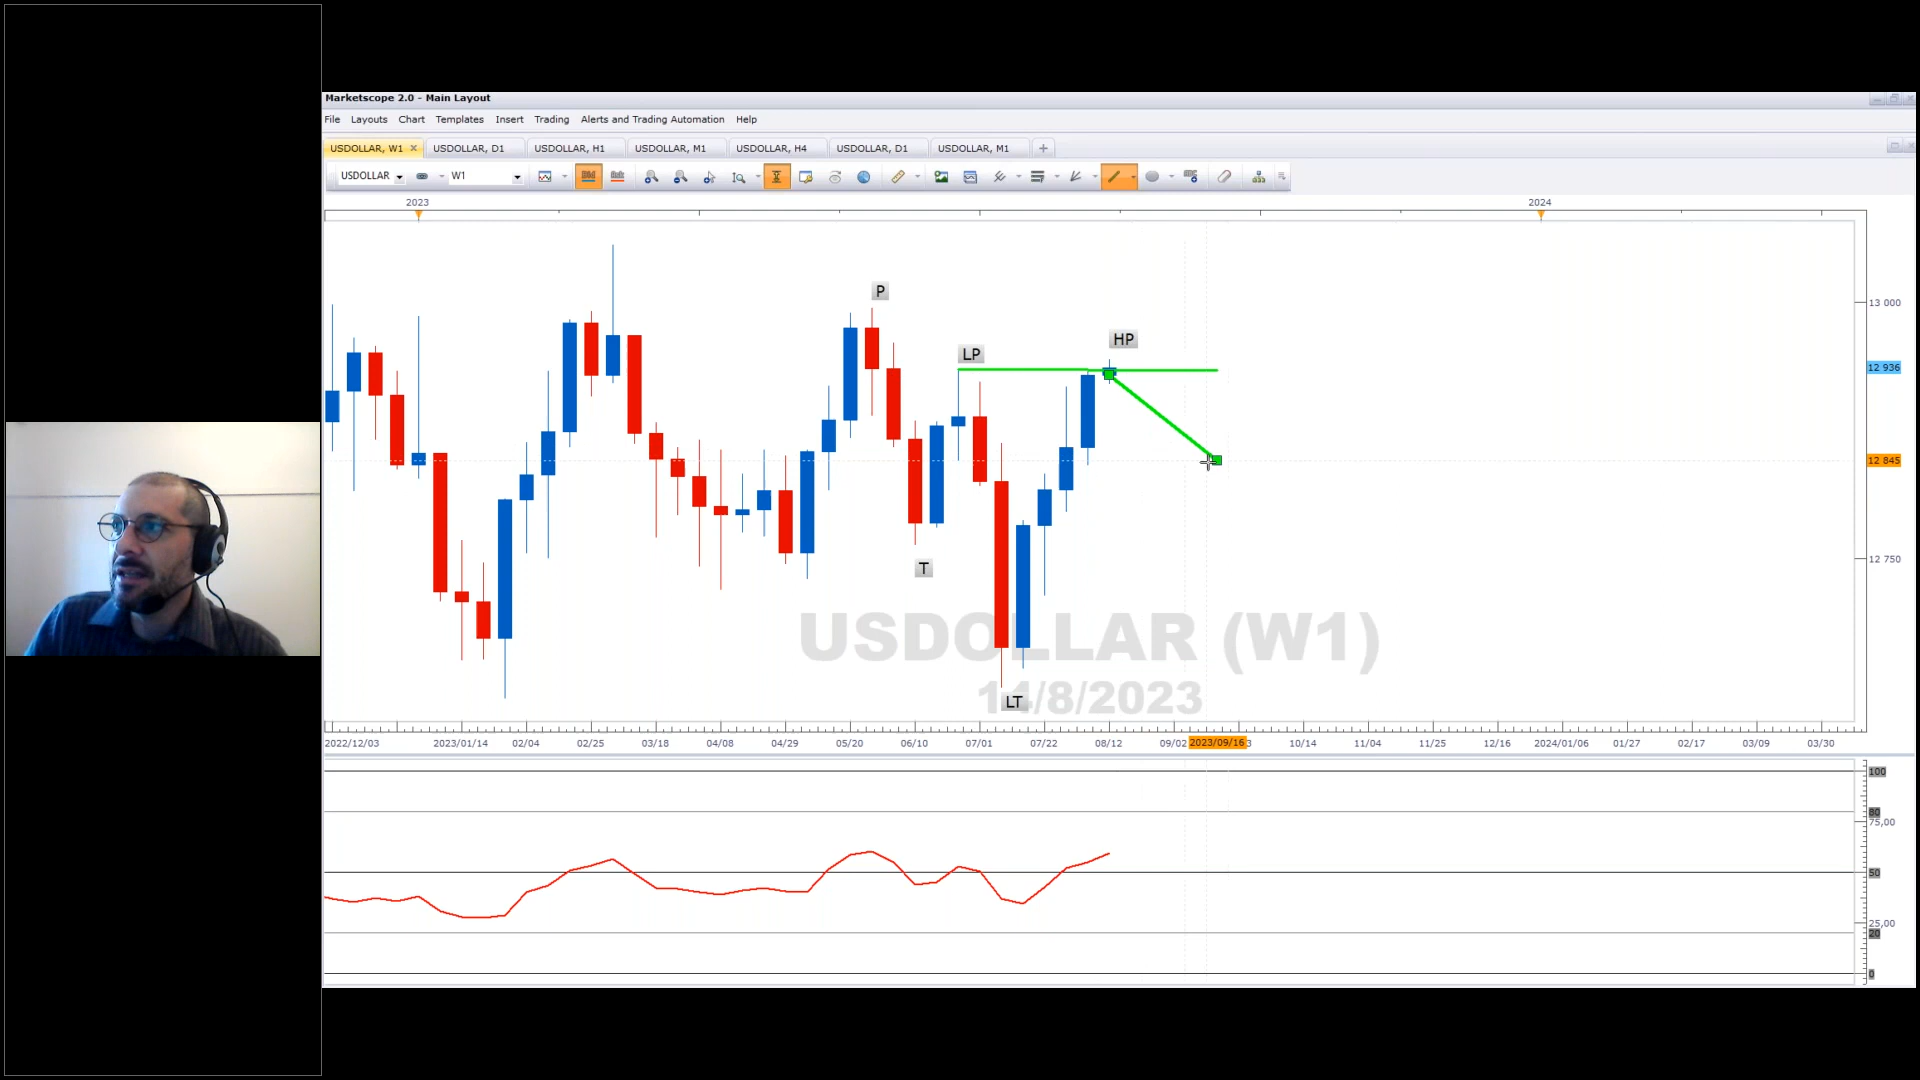 Marketscope 2.0 - Main Layout
File Layouts Chart Templates Insert Trading Alerts and Trading Automation Help
USDOLLAR, W1 USDOLLAR, D1 USDOLLAR, H1 USDOLLAR, M1 USDOLLAR, H4 USDOLLAR, D1 USDOLLAR, M1
USDOLLAR W1
2023 2024
P
13 000
HP
LP
12 936
12 845
12 750
T
USDOLLAR (W1)
14/8/2023
LT
2022/12/03 2023/01/14 02/04 02/25 03/18 04/08 04/29 05/20 06/10 07/01 07/22 08/12 09/02 2023/09/16 3 10/14 11/04 11/25 12/16 2024/01/06 01/27 02/17 03/09 03/30
100
80
75,00
50
25,00
20
0